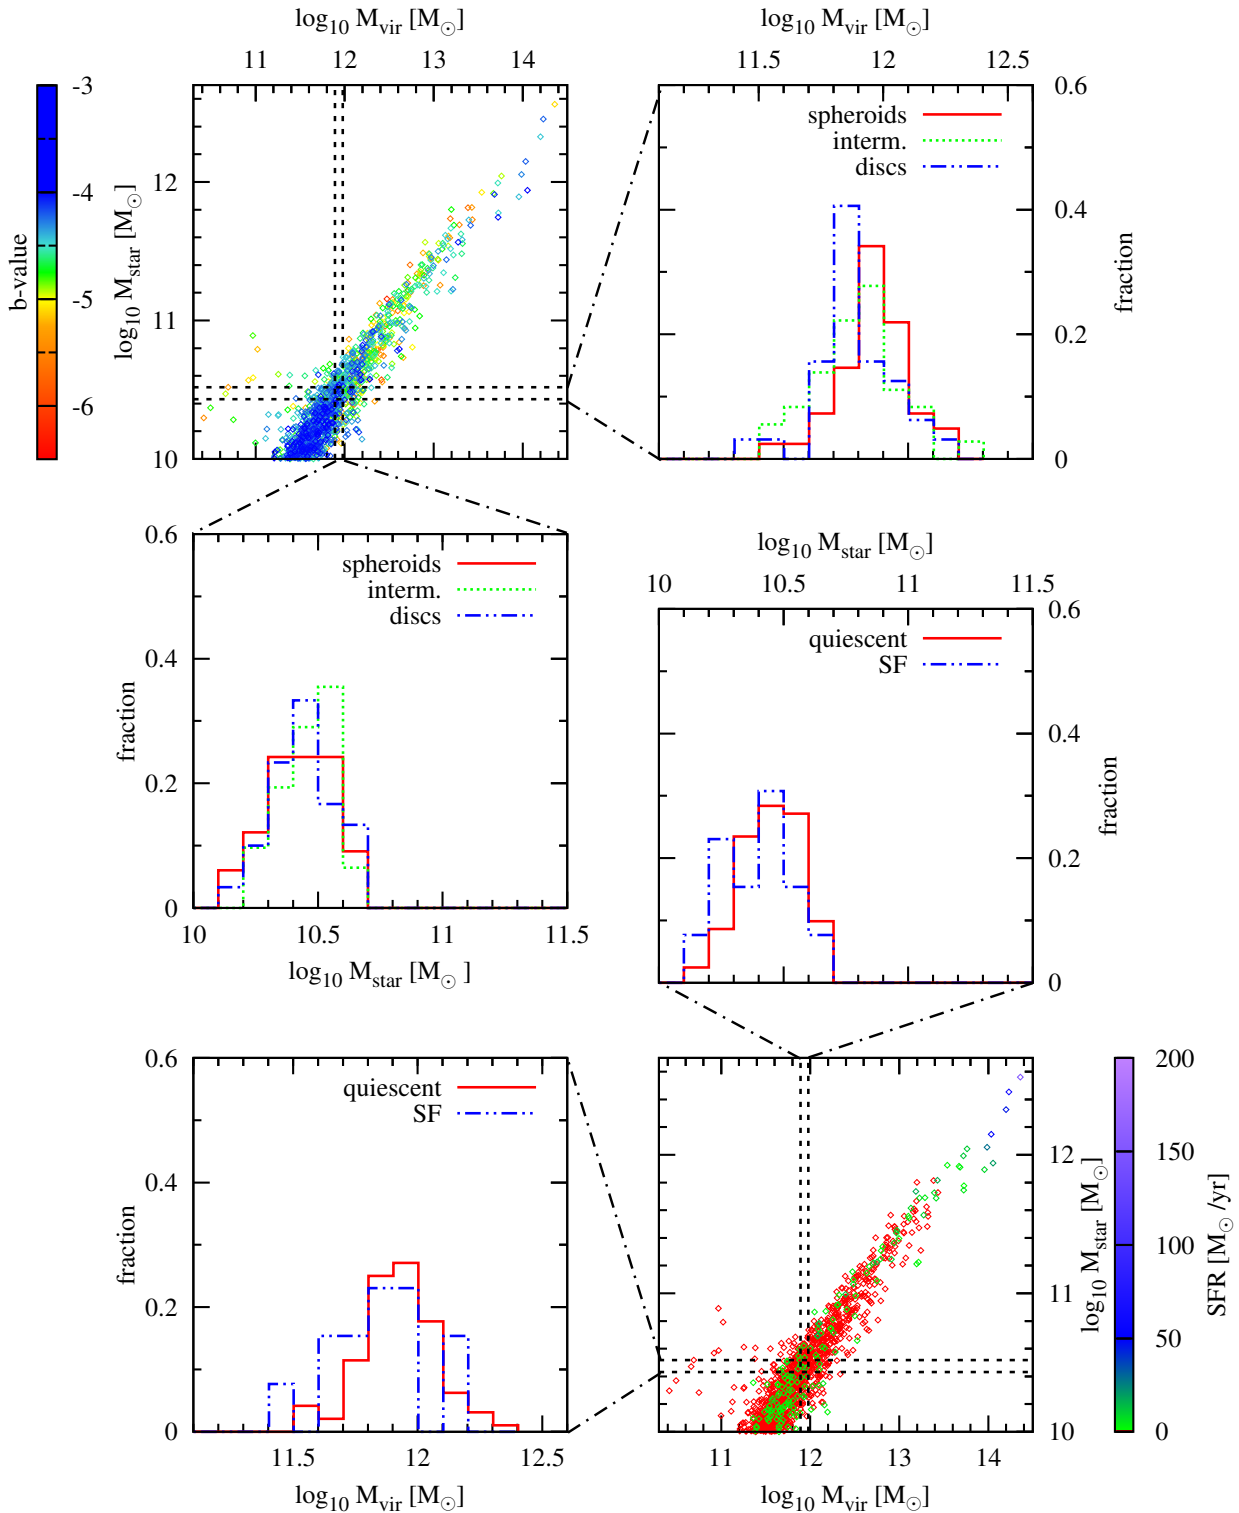 log10 Mvir [M⊙]
11 12 13 14
-3
-4
-5
-6
b-value
log10 Mstar [M⊙]
12
11
10
log10 Mvir [M⊙]
11.5 12 12.5
spheroids
interm.
discs
0.6
0.4
0.2
0
fraction
spheroids
interm.
discs
0.6
0.4
0.2
0
fraction
10 10.5 11 11.5
log10 Mstar [M⊙ ]
log10 Mstar [M⊙]
10 10.5 11 11.5
quiescent
SF
0.6
0.4
0.2
0
fraction
quiescent
SF
0.6
0.4
0.2
0
fraction
11.5 12 12.5
log10 Mvir [M⊙]
12
11
10
log10 Mstar [M⊙]
11 12 13 14
log10 Mvir [M⊙]
200
150
100
50
0
SFR [M⊙ /yr]